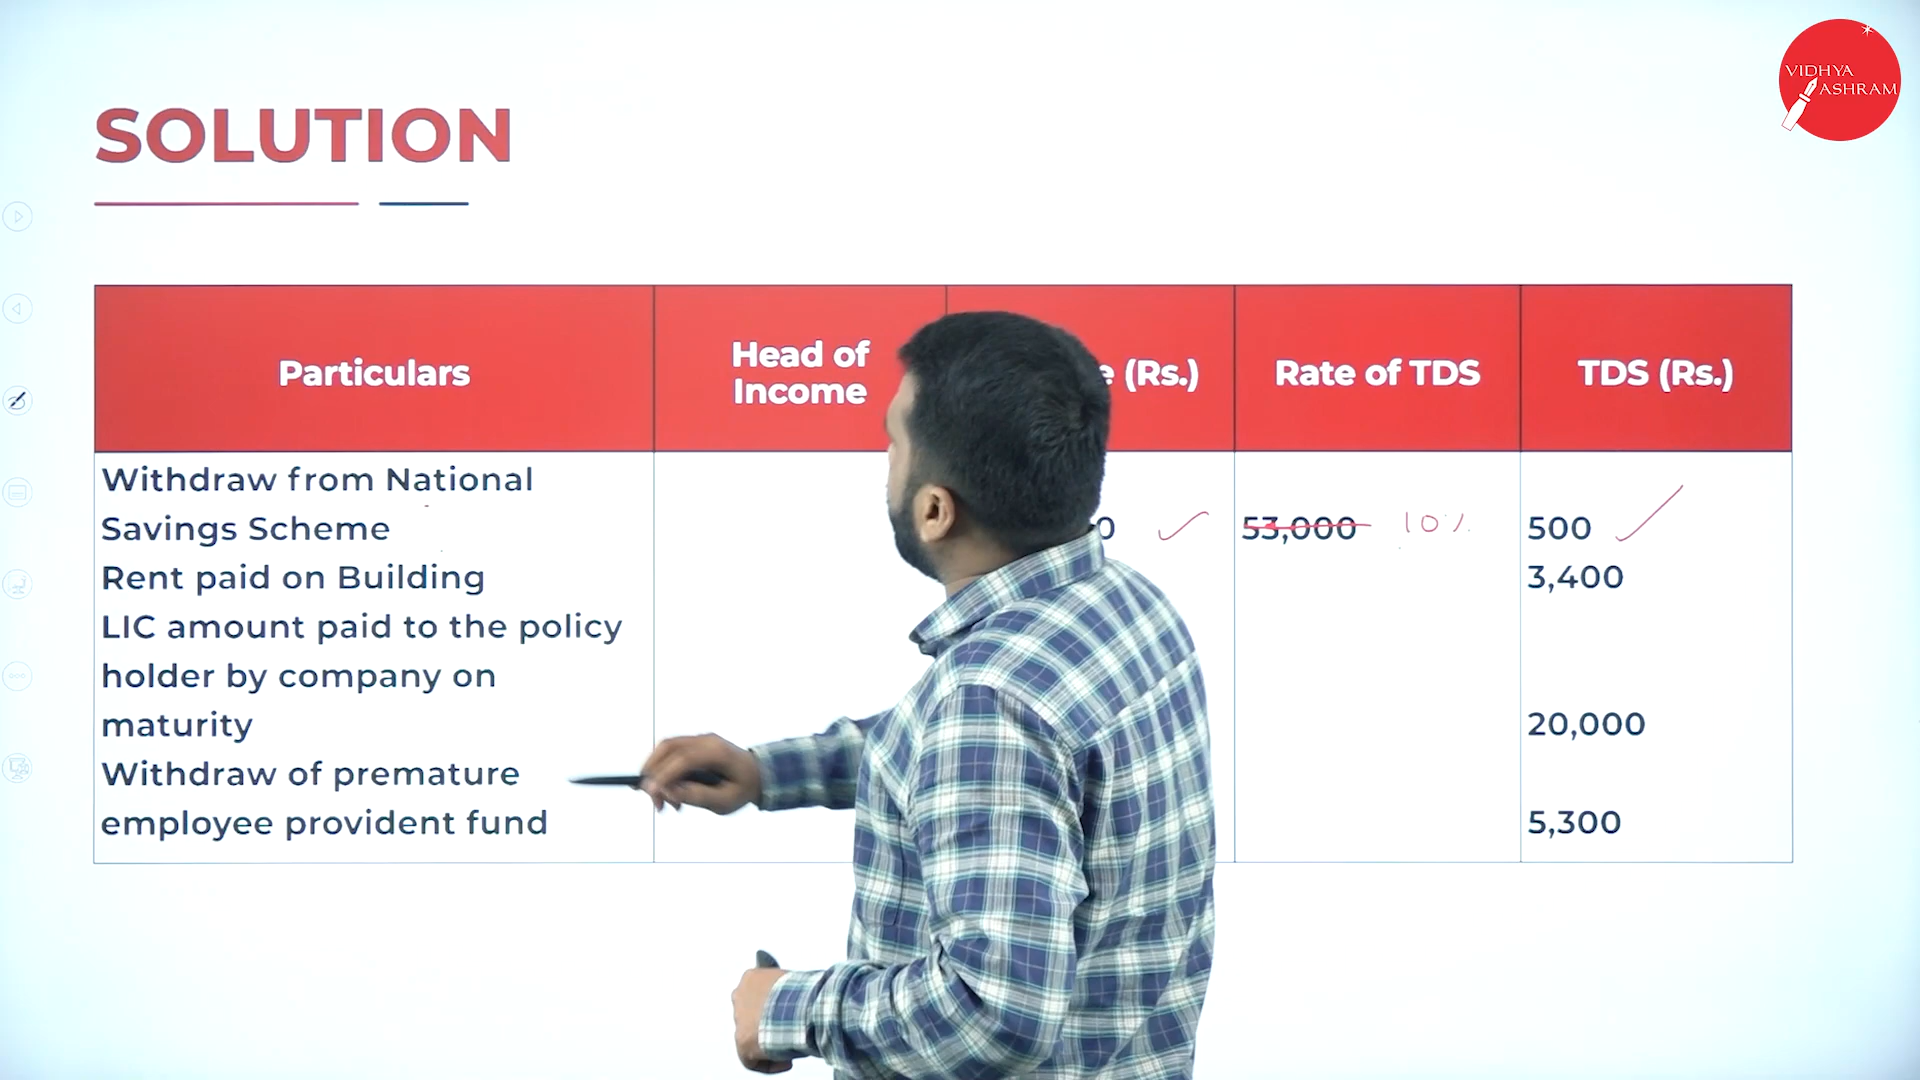 VIDHYA
ASHRAM
SOLUTION
Particulars
Head of
Income
(Rs.)
Rate of TDS
TDS (Rs.)
Withdraw from National
Savings Scheme
53,000 10%
500
Rent paid on Building
3,400
LIC amount paid to the policy
holder by company on
maturity
20,000
Withdraw of premature
employee provident fund
5,300